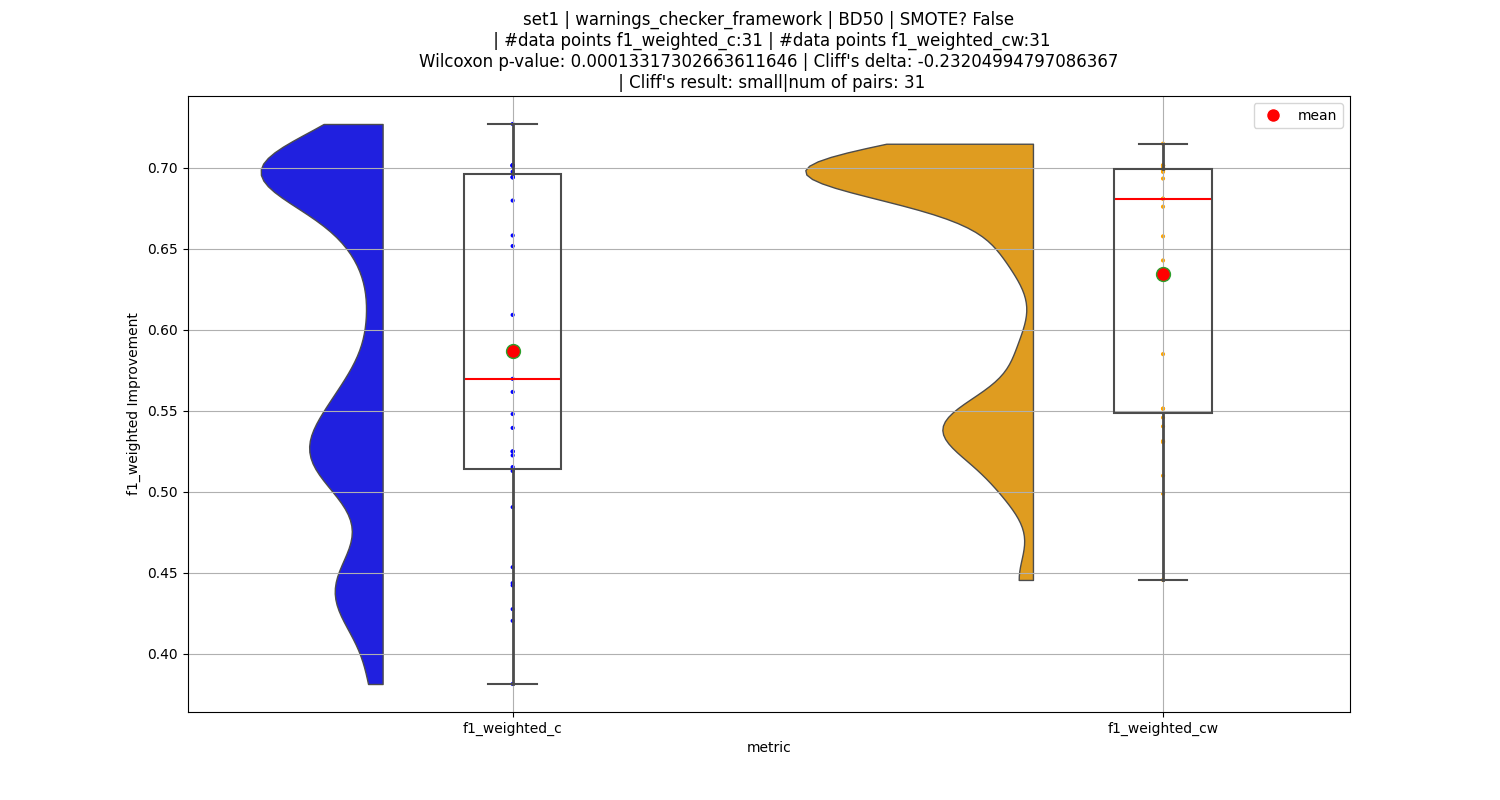 set1 | warnings_checker_framework | BD50 | SMOTE? False
| #data points f1_weighted_c:31 | #data points f1_weighted_cw:31
Wilcoxon p-value: 0.00013317302663611646 | Cliff's delta: -0.23204994797086367
| Cliff's result: small|num of pairs: 31
mean
0.70
0.65
0.60
0.55
0.50
0.45
0.40
f1_weighted Improvement
f1_weighted_c
f1_weighted_cw
metric